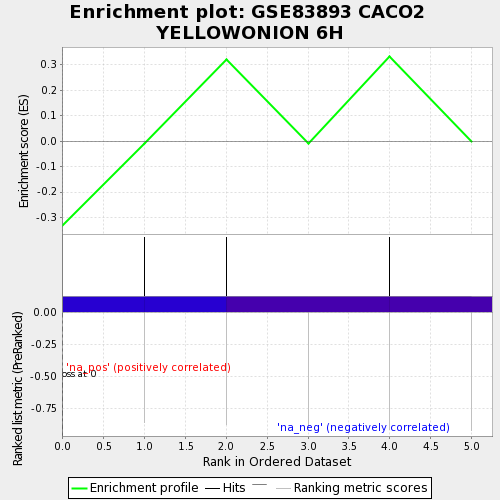 Enrichment plot: GSE83893 CACO2
YELLOWONION 6H
Enrichment score (ES)
0.3
0.2
0.1
0.0
-0.1
-0.2
-0.3
Ranked list metric (PreRanked)
0.00
-0.25
-0.50
-0.75
'na_pos' (positively correlated)
oss at 0
'na_neg' (negatively correlated)
0.0 0.5 1.0 1.5 2.0 2.5 3.0 3.5 4.0 4.5 5.0
Rank in Ordered Dataset
Enrichment profile Hits Ranking metric scores